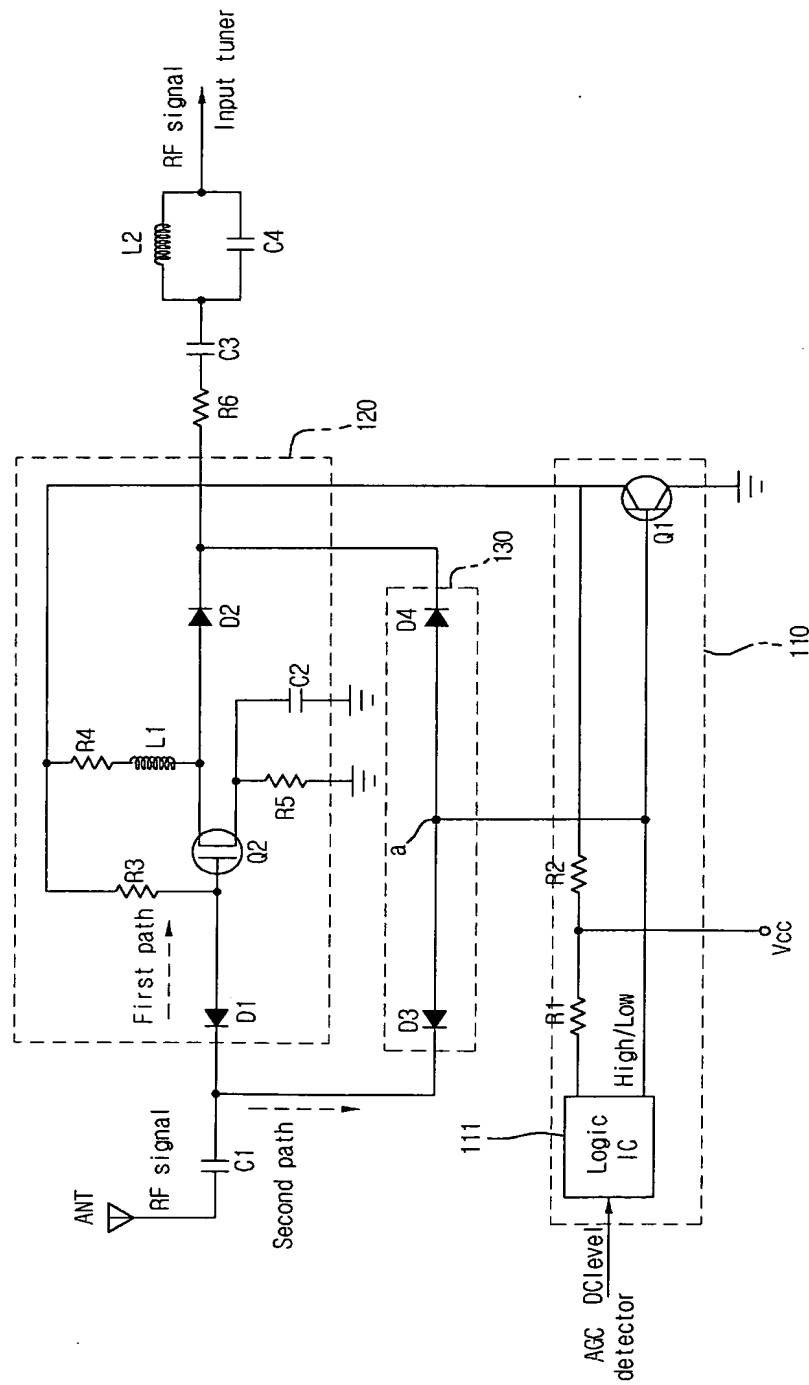 ANT
RF signal
C1
First path
Second path
D1
R3
Q2
R4
L1
R5
C2
D2
120
R6
C3
L2
C4
RF signal
Input tuner
D3
a
D4
130
AGC DClevel
detector
111
Logic
IC
High/Low
R1
R2
Vcc
Q1
110